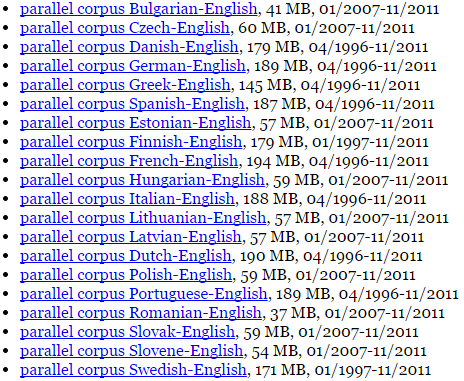 parallel corpus Bulgarian-English, 41 MB, 01/2007-11/2011
parallel corpus Czech-English, 60 MB, 01/2007-11/2011
parallel corpus Danish-English, 179 MB, 04/1996-11/2011
parallel corpus German-English, 189 MB, 04/1996-11/2011
parallel corpus Greek-English, 145 MB, 04/1996-11/2011
parallel corpus Spanish-English, 187 MB, 04/1996-11/2011
parallel corpus Estonian-English, 57 MB, 01/2007-11/2011
parallel corpus Finnish-English, 179 MB, 01/1997-11/2011
parallel corpus French-English, 194 MB, 04/1996-11/2011
parallel corpus Hungarian-English, 59 MB, 01/2007-11/2011
parallel corpus Italian-English, 188 MB, 04/1996-11/2011
parallel corpus Lithuanian-English, 57 MB, 01/2007-11/2011
parallel corpus Latvian-English, 57 MB, 01/2007-11/2011
parallel corpus Dutch-English, 190 MB, 04/1996-11/2011
parallel corpus Polish-English, 59 MB, 01/2007-11/2011
parallel corpus Portuguese-English, 189 MB, 04/1996-11/2011
parallel corpus Romanian-English, 37 MB, 01/2007-11/2011
parallel corpus Slovak-English, 59 MB, 01/2007-11/2011
parallel corpus Slovene-English, 54 MB, 01/2007-11/2011
parallel corpus Swedish-English, 171 MB, 01/1997-11/2011